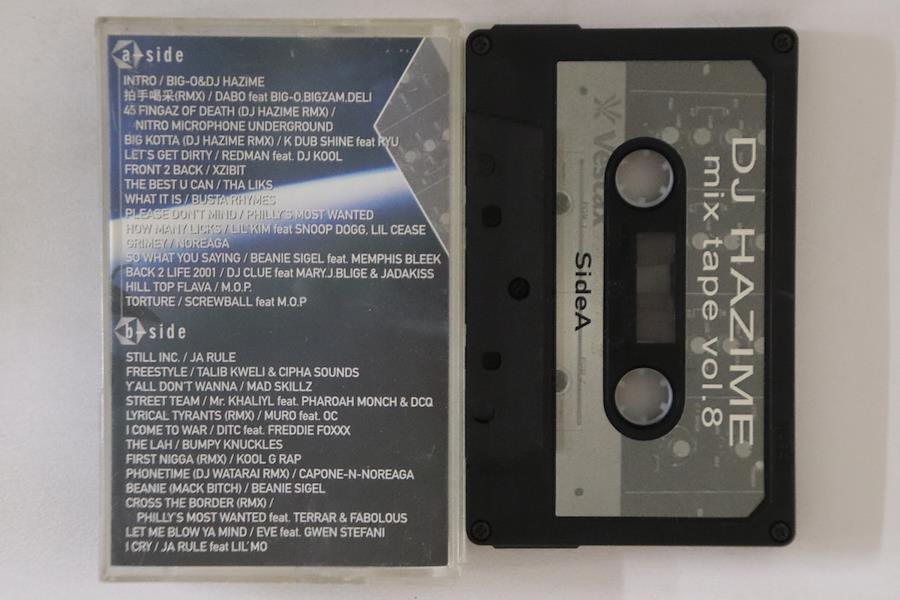 a-side
INTRO / BIG-O&DJ HAZIME
拍手喝采(RMX) / DABO feat BIG-O,BIGZAM,DELI
45 FINGAZ OF DEATH (DJ HAZIME RMX) /
NITRO MICROPHONE UNDERGROUND
BIG KOTTA (DJ HAZIME RMX) / K DUB SHINE feat RYU
LET'S GET DIRTY / REDMAN feat. DJ KOOL
FRONT 2 BACK / XZIBIT
THE BEST U CAN / THA LIKS
WHAT IT IS / BUSTA RHYMES
PLEASE DON'T MIND / PHILLY'S MOST WANTED
HOW MANY LICKS / LIL' KIM feat SNOOP DOGG, LIL CEASE
GRIMEY / NOREAGA
SO WHAT YOU SAYING / BEANIE SIGEL feat. MEMPHIS BLEEK
BACK 2 LIFE 2001 / DJ CLUE feat MARY.J.BLIGE & JADAKISS
HILL TOP FLAVA / M.O.P.
TORTURE / SCREWBALL feat M.O.P
b-side
STILL INC. / JA RULE
FREESTYLE / TALIB KWELI & CIPHA SOUNDS
Y'ALL DON'T WANNA / MAD SKILLZ
STREET TEAM / Mr. KHALIYL feat. PHAROAH MONCH & DCQ
LYRICAL TYRANTS (RMX) / MURO feat. OC
I COME TO WAR / DITC feat. FREDDIE FOXXX
THE LAH / BUMPY KNUCKLES
FIRST NIGGA (RMX) / KOOL G RAP
PHONETIME (DJ WATARAI RMX) / CAPONE-N-NOREAGA
BEANIE (MACK BITCH) / BEANIE SIGEL
CROSS THE BORDER (RMX) /
PHILLY'S MOST WANTED feat. TERRAR & FABOLOUS
LET ME BLOW YA MIND / EVE feat. GWEN STEFANI
I CRY / JA RULE feat LIL' MO
DJ HAZIME
mix tape vol.8
Vestax
SideA